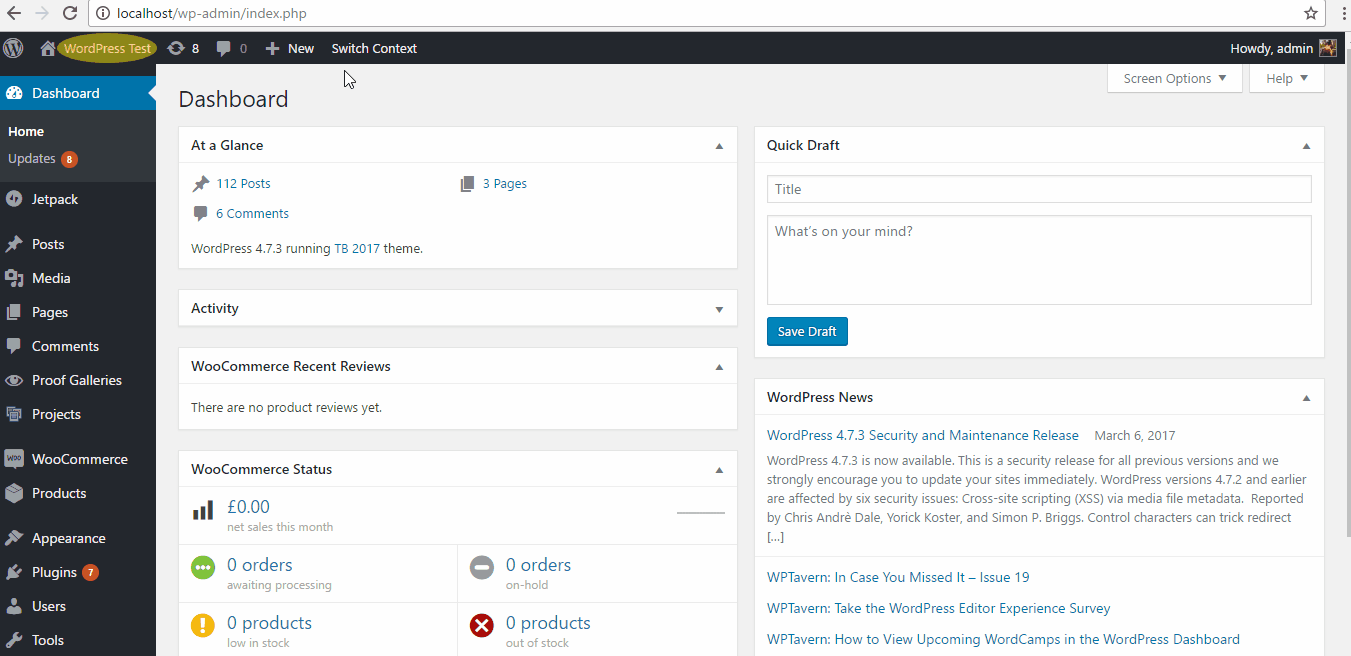 localhost/wp-admin/index.php
WordPress Test 8 0 New Switch Context Howdy, admin
Screen Options Help
Dashboard
Home
Updates 8
Jetpack
Posts
Media
Pages
Comments
Proof Galleries
Projects
WooCommerce
Products
Appearance
Plugins 7
Users
Tools
Dashboard
At a Glance
112 Posts 3 Pages
6 Comments
WordPress 4.7.3 running TB 2017 theme.
Activity
WooCommerce Recent Reviews
There are no product reviews yet.
WooCommerce Status
£0.00
net sales this month
0 orders
awaiting processing
0 orders
on-hold
0 products
low in stock
0 products
out of stock
Quick Draft
Title
What's on your mind?
Save Draft
WordPress News
WordPress 4.7.3 Security and Maintenance Release March 6, 2017
WordPress 4.7.3 is now available. This is a security release for all previous versions and we
strongly encourage you to update your sites immediately. WordPress versions 4.7.2 and earlier
are affected by six security issues: Cross-site scripting (XSS) via media file metadata.  Reported
by Chris Andrè Dale, Yorick Koster, and Simon P. Briggs. Control characters can trick redirect
[...]
WPTavern: In Case You Missed It – Issue 19
WPTavern: Take the WordPress Editor Experience Survey
WPTavern: How to View Upcoming WordCamps in the WordPress Dashboard